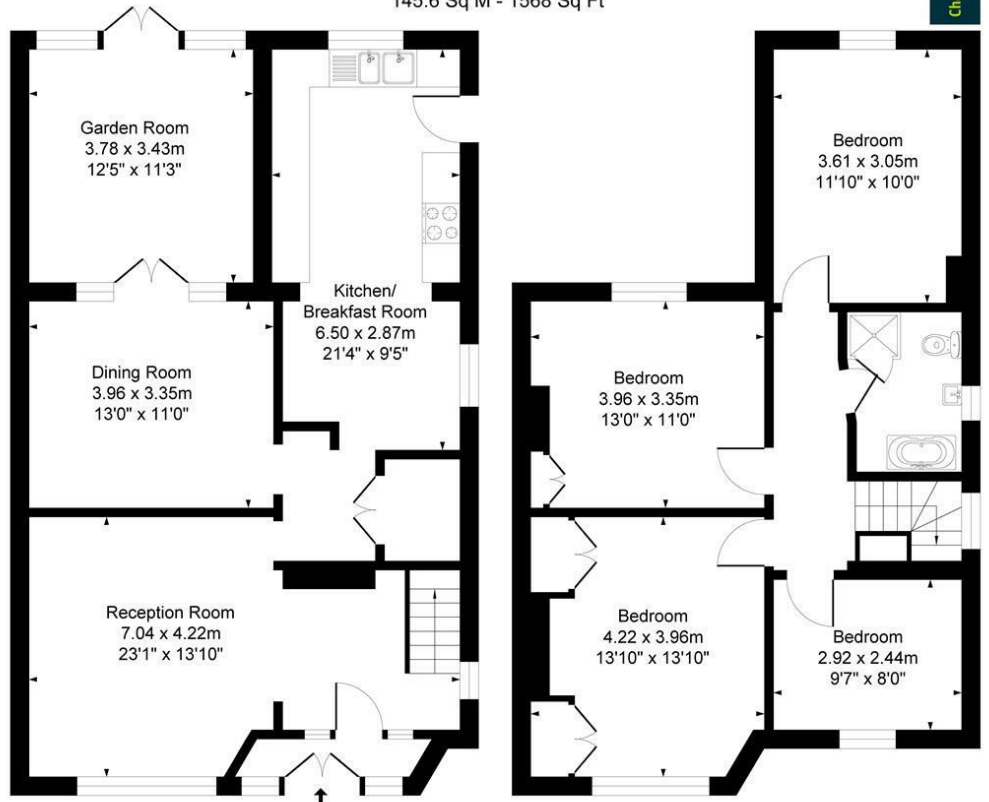 145.6 Sq M - 1568 Sq Ft
Ch
Garden Room
3.78 x 3.43m
12'5" x 11'3"
Kitchen/
Breakfast Room
6.50 x 2.87m
21'4" x 9'5"
Dining Room
3.96 x 3.35m
13'0" x 11'0"
Reception Room
7.04 x 4.22m
23'1" x 13'10"
Bedroom
3.61 x 3.05m
11'10" x 10'0"
Bedroom
3.96 x 3.35m
13'0" x 11'0"
Bedroom
4.22 x 3.96m
13'10" x 13'10"
Bedroom
2.92 x 2.44m
9'7" x 8'0"